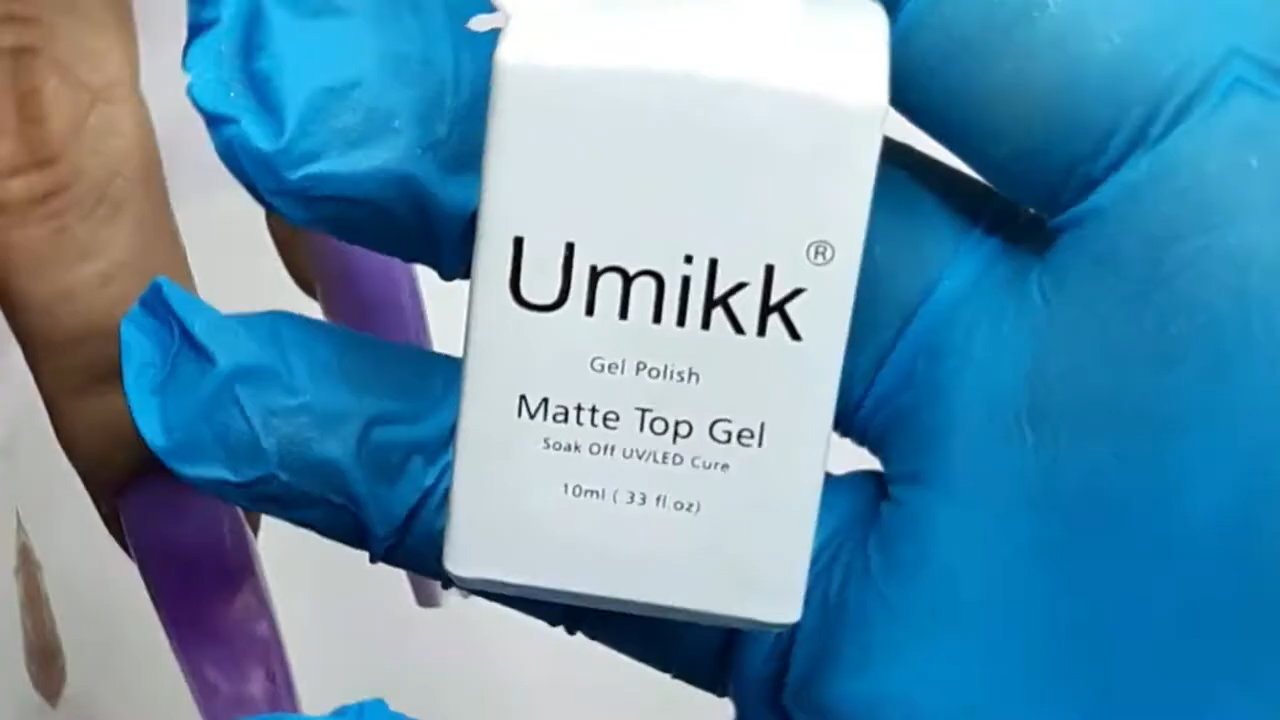 Umikk®
Gel Polish
Matte Top Gel
Soak Off UV/LED Cure
10ml ( 33 fl.oz)